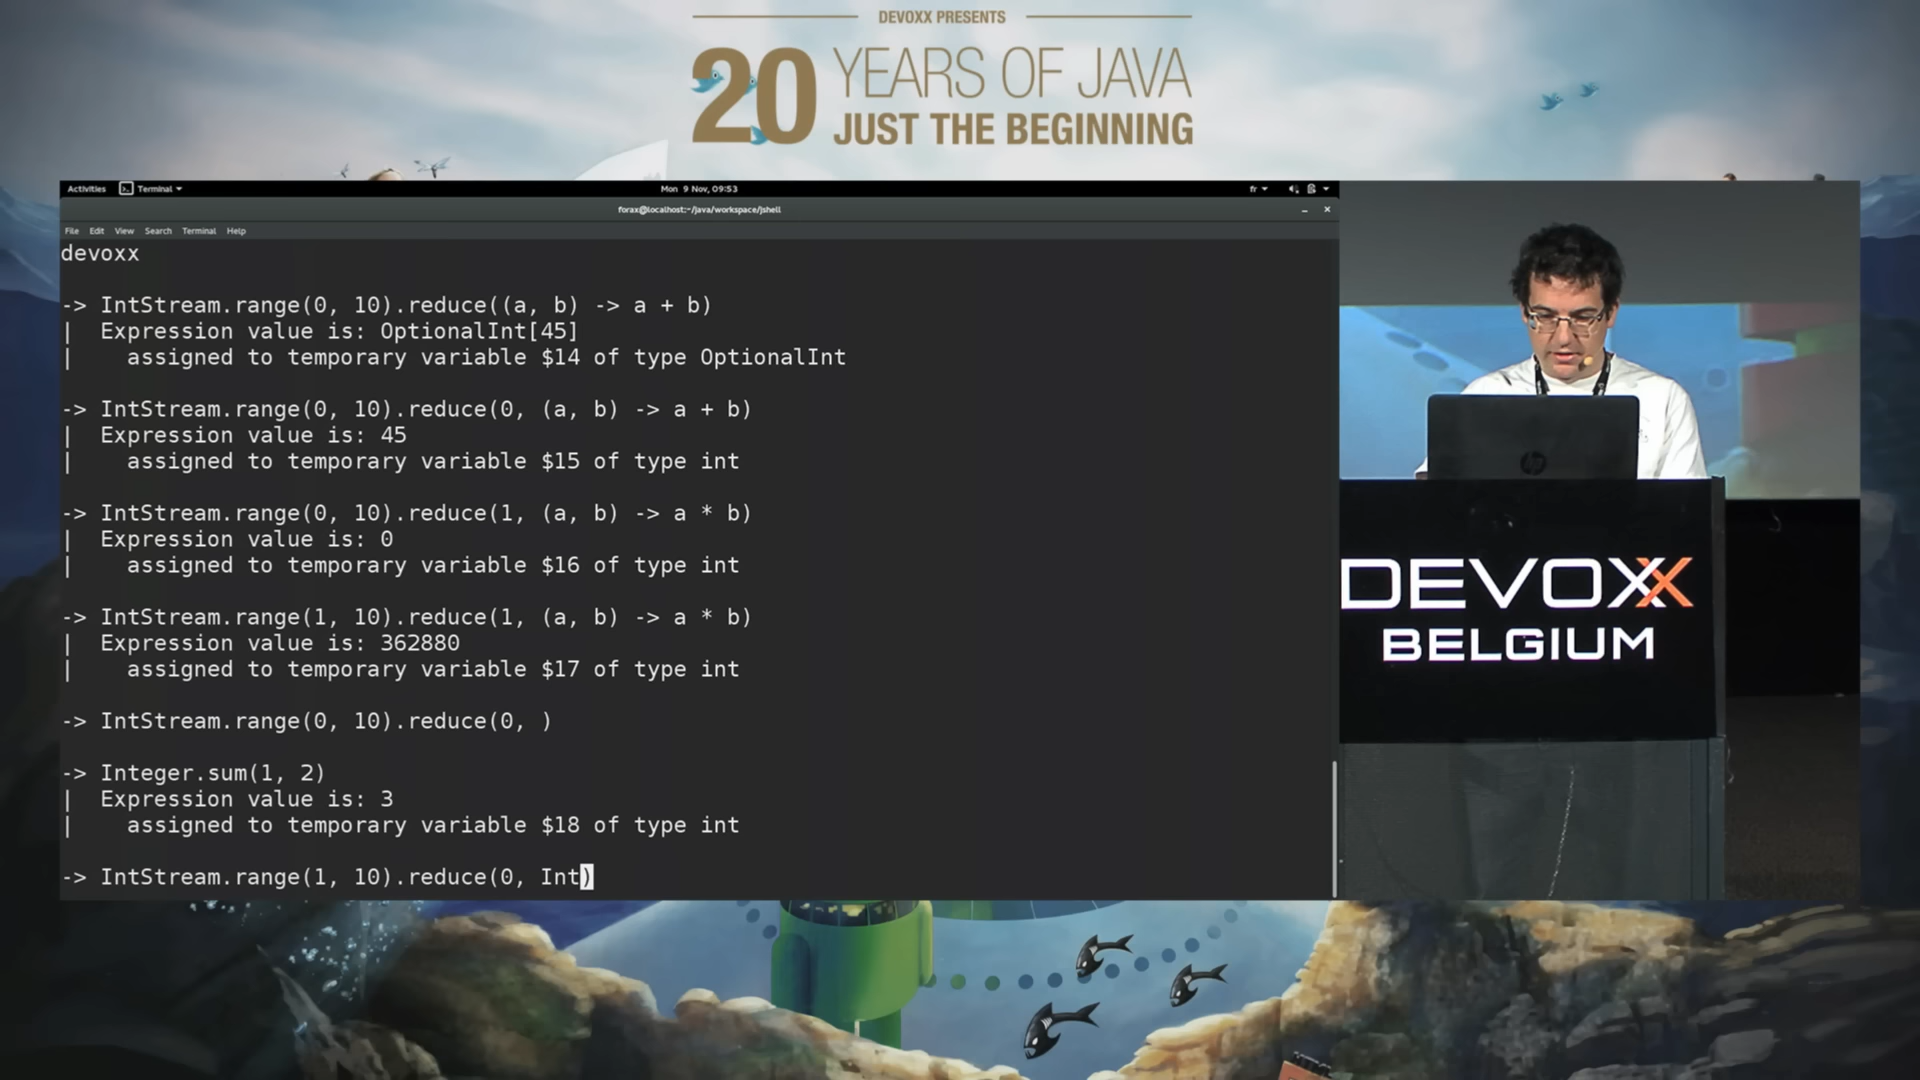 DEVOXX PRESENTS
20 YEARS OF JAVA
JUST THE BEGINNING
Activities Terminal Mon 9 Nov, 09:53 fr
forax@localhost:~/java/workspace/jshell
File Edit View Search Terminal Help
devoxx
-> IntStream.range(0, 10).reduce((a, b) -> a + b)
| Expression value is: OptionalInt[45]
| assigned to temporary variable $14 of type OptionalInt
-> IntStream.range(0, 10).reduce(0, (a, b) -> a + b)
| Expression value is: 45
| assigned to temporary variable $15 of type int
-> IntStream.range(0, 10).reduce(1, (a, b) -> a * b)
| Expression value is: 0
| assigned to temporary variable $16 of type int
-> IntStream.range(1, 10).reduce(1, (a, b) -> a * b)
| Expression value is: 362880
| assigned to temporary variable $17 of type int
-> IntStream.range(0, 10).reduce(0, )
-> Integer.sum(1, 2)
| Expression value is: 3
| assigned to temporary variable $18 of type int
-> IntStream.range(1, 10).reduce(0, Int)
hp
DEVOXX
BELGIUM